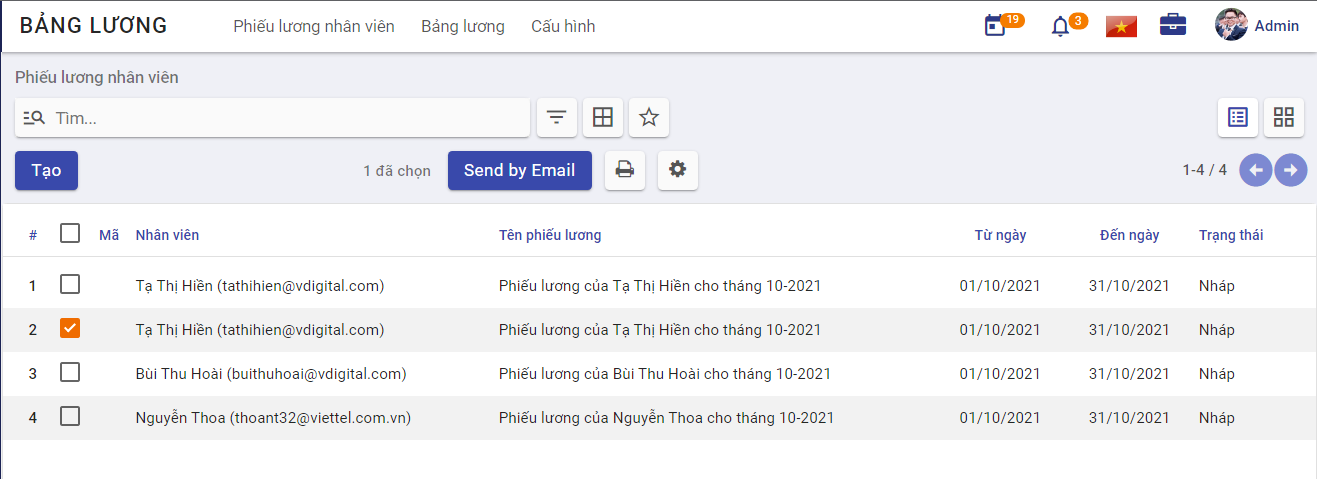 BẢNG LƯƠNG Phiếu lương nhân viên Bảng lương Cấu hình 19 3 Admin
Phiếu lương nhân viên
Tìm...
Tạo 1 đã chọn Send by Email 1-4 / 4
# Mã Nhân viên Tên phiếu lương Từ ngày Đến ngày Trạng thái
1 Tạ Thị Hiền (tathihien@vdigital.com) Phiếu lương của Tạ Thị Hiền cho tháng 10-2021 01/10/2021 31/10/2021 Nháp
2 Tạ Thị Hiền (tathihien@vdigital.com) Phiếu lương của Tạ Thị Hiền cho tháng 10-2021 01/10/2021 31/10/2021 Nháp
3 Bùi Thu Hoài (buithuhoai@vdigital.com) Phiếu lương của Bùi Thu Hoài cho tháng 10-2021 01/10/2021 31/10/2021 Nháp
4 Nguyễn Thoa (thoant32@viettel.com.vn) Phiếu lương của Nguyễn Thoa cho tháng 10-2021 01/10/2021 31/10/2021 Nháp